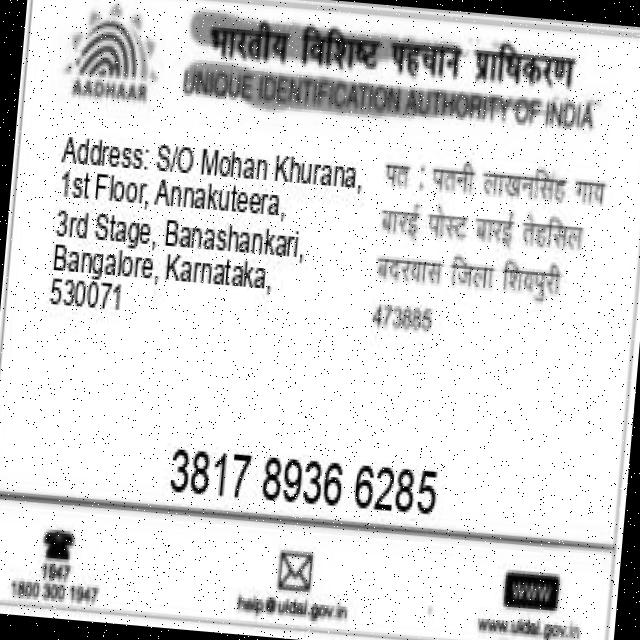 AADHAAR
भारतीय विशिष्ट पहचान प्राधिकरण
UNIQUE IDENTIFICATION AUTHORITY OF INDIA
Address: S/O Mohan Khurana,
1st Floor, Annakuteera,
3rd Stage, Banashankari,
Bangalore, Karnataka,
530071
पत : पतनी लाखनसिंह गाव
बारई पोस्ट बारई तेहसिल
बदरवास जिला शिवपुरी
473885
3817 8936 6285
1947
1800 300 1947
help@uidai.gov.in
www
www.uidai.gov.in